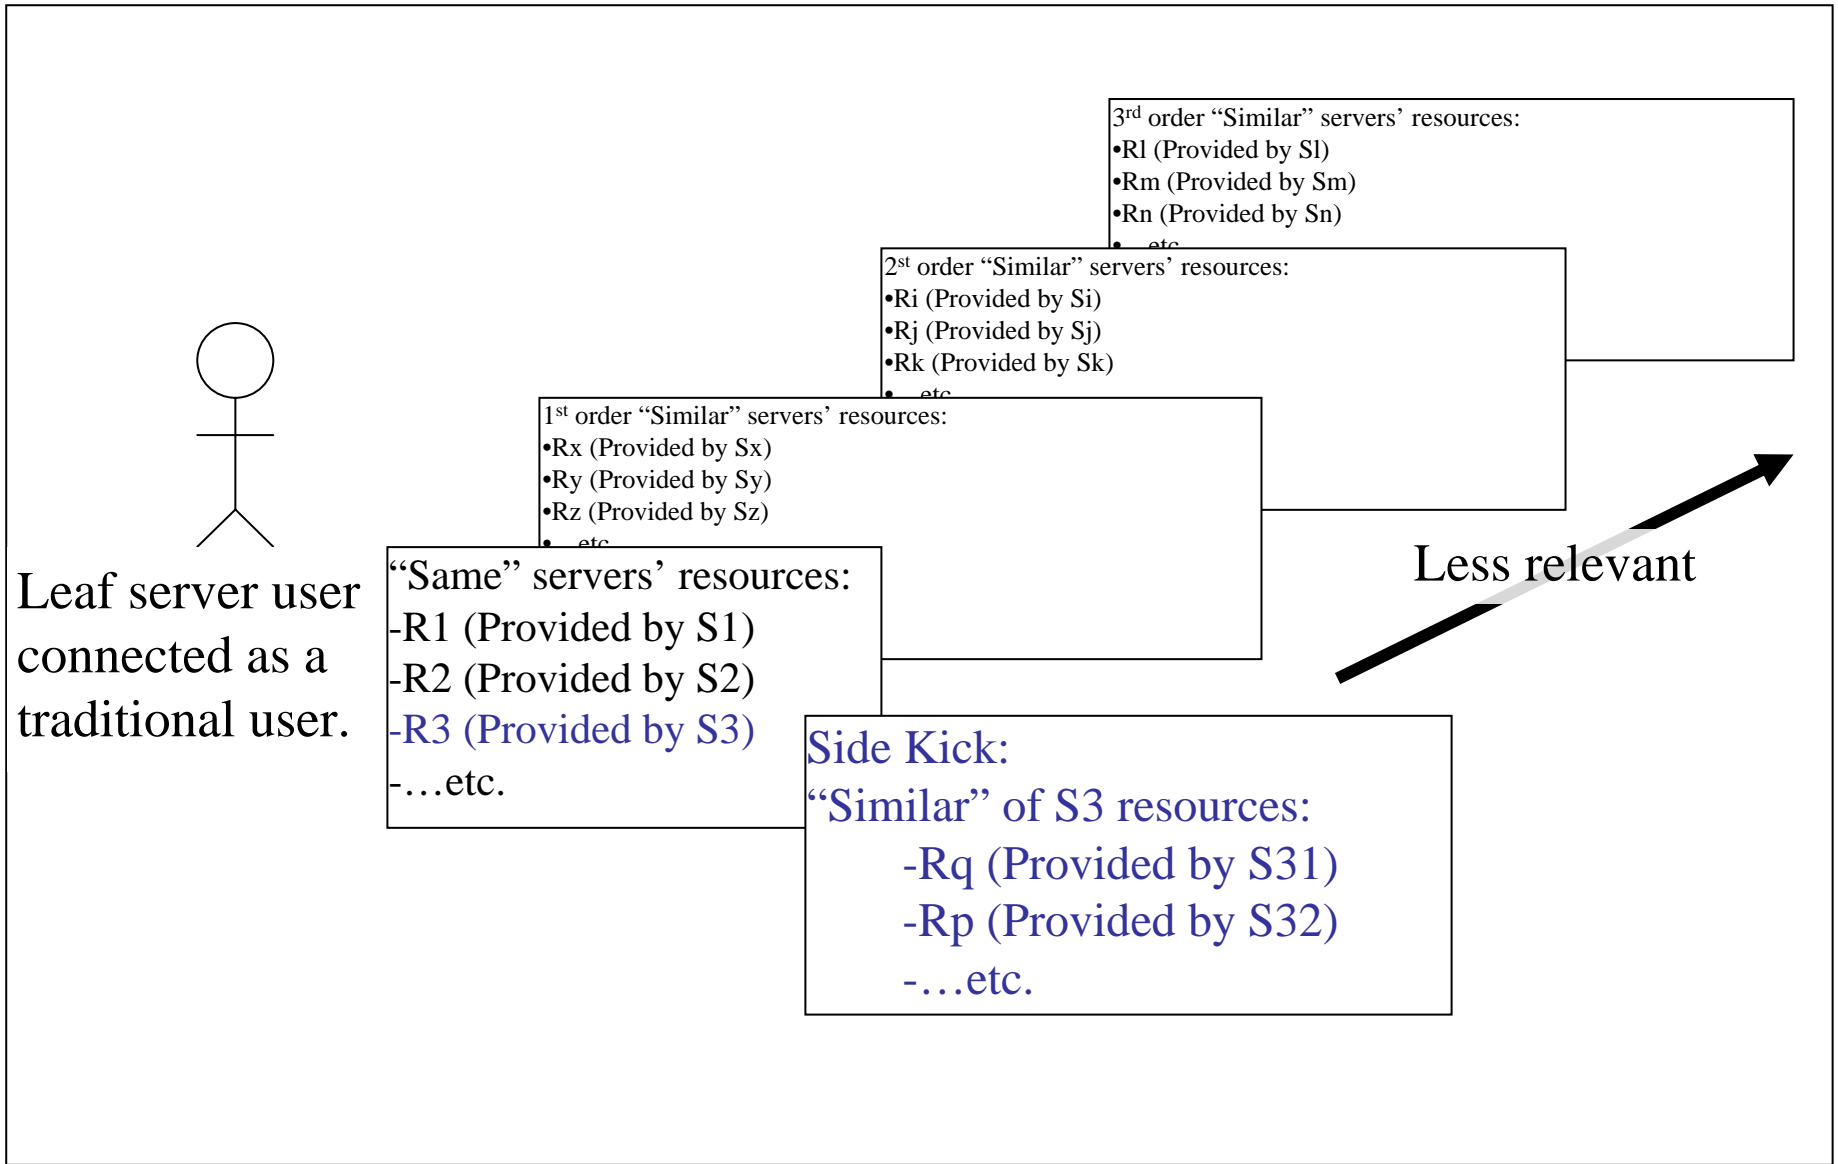 3rd order “Similar” servers’ resources:
•Rl (Provided by Sl)
•Rm (Provided by Sm)
•Rn (Provided by Sn)
•…etc.
2st order “Similar” servers’ resources:
•Ri (Provided by Si)
•Rj (Provided by Sj)
•Rk (Provided by Sk)
•…etc.
1st order “Similar” servers’ resources:
•Rx (Provided by Sx)
•Ry (Provided by Sy)
•Rz (Provided by Sz)
•…etc.
“Same” servers’ resources:
-R1 (Provided by S1)
-R2 (Provided by S2)
-R3 (Provided by S3)
-…etc.
Leaf server user
connected as a
traditional user.
Less relevant
Side Kick:
“Similar” of S3 resources:
-Rq (Provided by S31)
-Rp (Provided by S32)
-…etc.